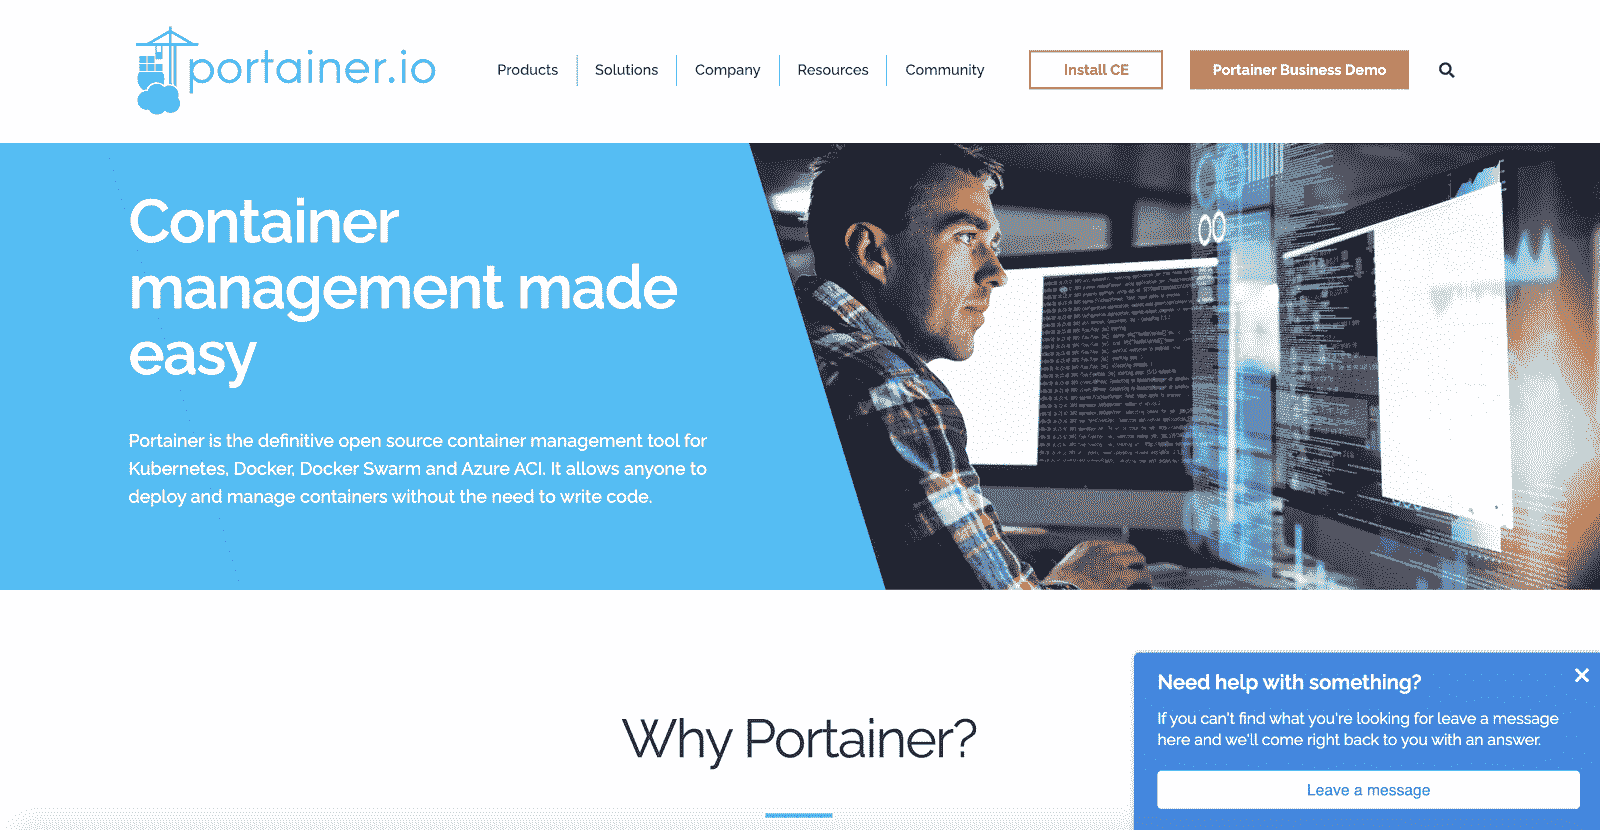 portainer.io
Products
Solutions
Company
Resources
Community
Install CE
Portainer Business Demo
Container
management made
easy
Portainer is the definitive open source container management tool for
Kubernetes, Docker, Docker Swarm and Azure ACI. It allows anyone to
deploy and manage containers without the need to write code.
Why Portainer?
Need help with something?
If you can't find what you're looking for leave a message
here and we'll come right back to you with an answer.
Leave a message